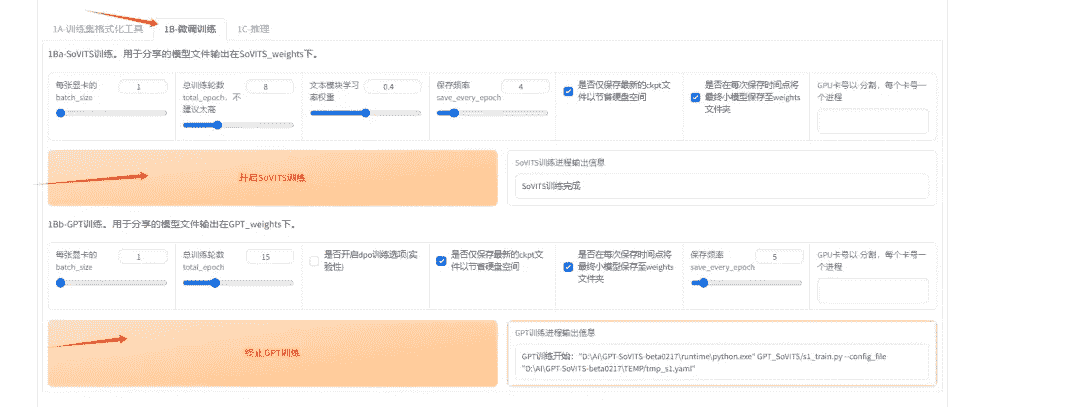 1A-训练集格式化工具 1B-微调训练 1C-推理
1Ba-SoVITS训练。用于分享的模型文件输出在SoVITS_weights下。
每张显卡的
batch_size
1
总训练轮数
total_epoch，不
建议太高
8
文本模块学习
率权重
0.4
保存频率
save_every_epoch
4
是否仅保存最新的ckpt文
件以节省硬盘空间
是否在每次保存时间点将
最终小模型保存至weights
文件夹
GPU卡号以-分割，每个卡号一
个进程
开启SoVITS训练
SoVITS训练进程输出信息
SoVITS训练完成
1Bb-GPT训练。用于分享的模型文件输出在GPT_weights下。
每张显卡的
batch_size
1
总训练轮数
total_epoch
15
是否开启dpo训练选项(实
验性)
是否仅保存最新的ckpt文
件以节省硬盘空间
是否在每次保存时间点将
最终小模型保存至weights
文件夹
保存频率
save_every_epoch
5
GPU卡号以-分割，每个卡号一
个进程
终止GPT训练
GPT训练进程输出信息
GPT训练开始："D:\AI\GPT-SoVITS-beta0217\runtime\python.exe" GPT_SoVITS/s1_train.py --config_file
"D:\AI\GPT-SoVITS-beta0217\TEMP/tmp_s1.yaml"